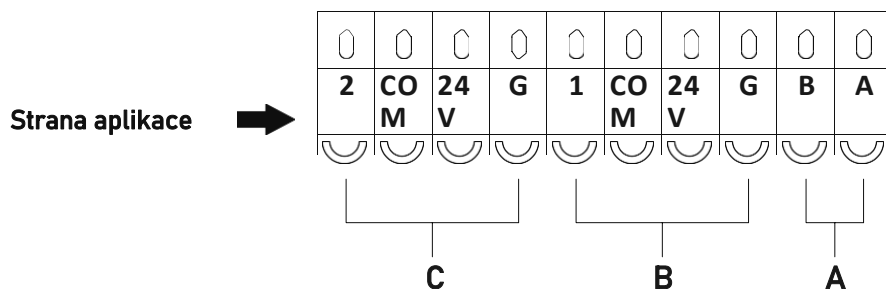 2 CO 24 G 1 CO 24 G B A
M V M V
Strana aplikace
C B A